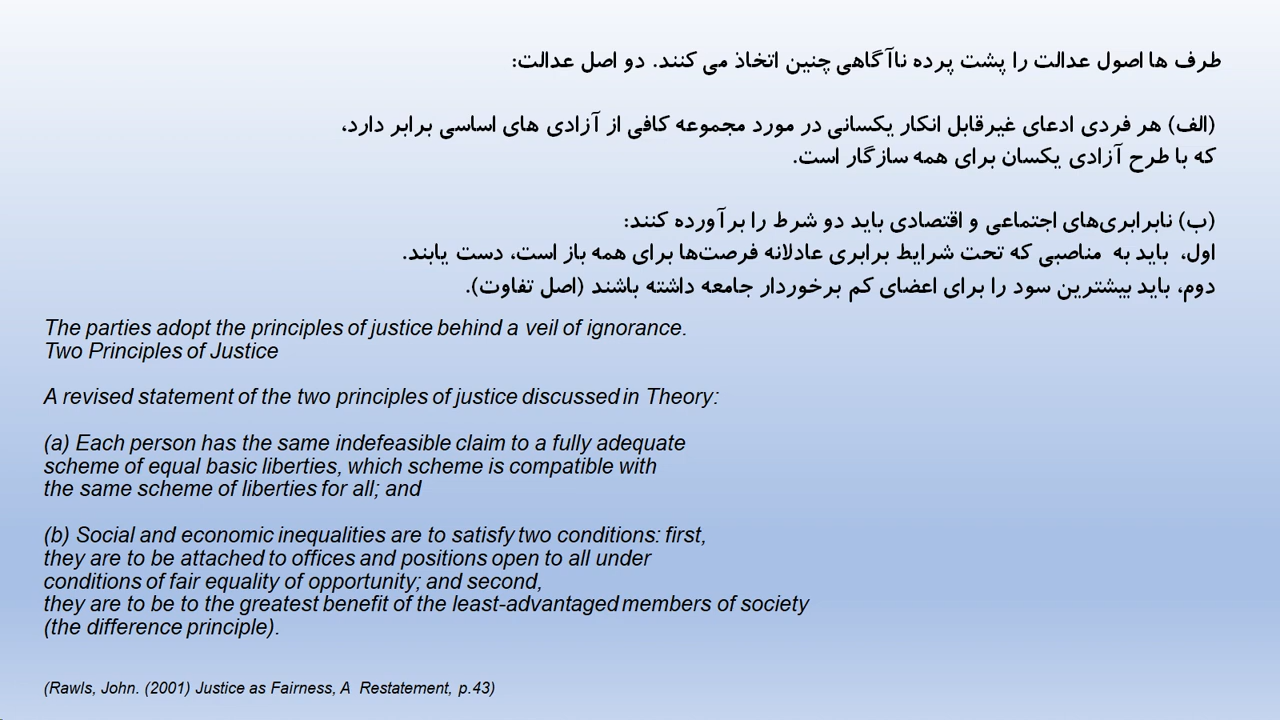 طرف ها اصول عدالت را پشت پرده ناآگاهی چنین اتخاذ می کنند. دو اصل عدالت:
(الف) هر فردی ادعای غیرقابل انکار یکسانی در مورد مجموعه کافی از آزادی های اساسی برابر دارد،
که با طرح آزادی یکسان برای همه سازگار است.
(ب) نابرابری‌های اجتماعی و اقتصادی باید دو شرط را برآورده کنند:
اول، باید به مناصبی که تحت شرایط برابری عادلانه فرصت‌ها برای همه باز است، دست یابند.
دوم، باید بیشترین سود را برای اعضای کم برخوردار جامعه داشته باشند (اصل تفاوت).
The parties adopt the principles of justice behind a veil of ignorance.
Two Principles of Justice
A revised statement of the two principles of justice discussed in Theory:
(a) Each person has the same indefeasible claim to a fully adequate
scheme of equal basic liberties, which scheme is compatible with
the same scheme of liberties for all; and
(b) Social and economic inequalities are to satisfy two conditions: first,
they are to be attached to offices and positions open to all under
conditions of fair equality of opportunity; and second,
they are to be to the greatest benefit of the least-advantaged members of society
(the difference principle).
(Rawls, John. (2001) Justice as Fairness, A Restatement, p.43)